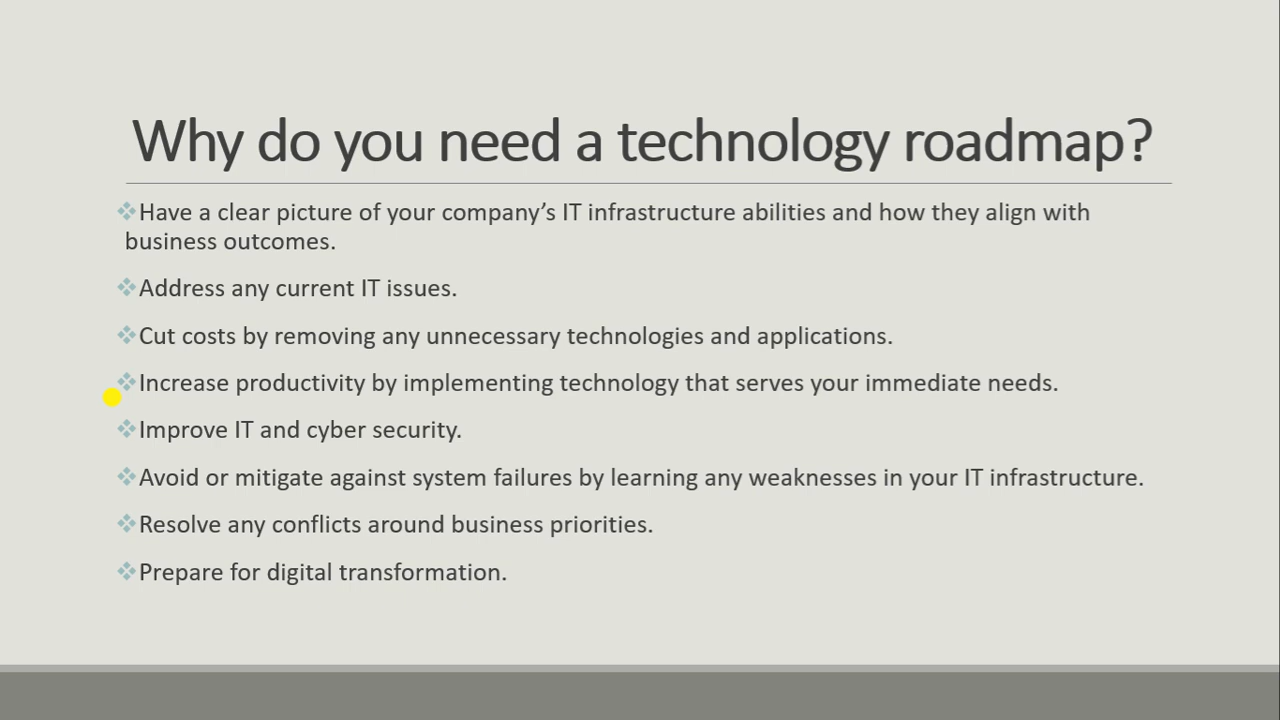 Why do you need a technology roadmap?
Have a clear picture of your company’s IT infrastructure abilities and how they align with
business outcomes.
Address any current IT issues.
Cut costs by removing any unnecessary technologies and applications.
Increase productivity by implementing technology that serves your immediate needs.
Improve IT and cyber security.
Avoid or mitigate against system failures by learning any weaknesses in your IT infrastructure.
Resolve any conflicts around business priorities.
Prepare for digital transformation.